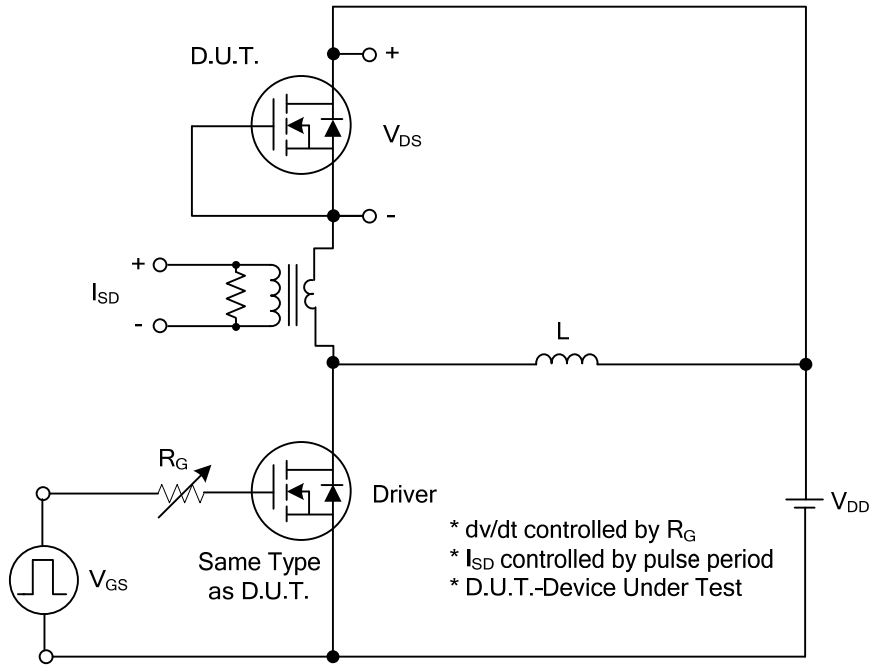 D.U.T.
+
VDS
-
+
ISD
-
L
RG
Driver
VDD
* dv/dt controlled by RG
* ISD controlled by pulse period
* D.U.T.-Device Under Test
Same Type
as D.U.T.
VGS